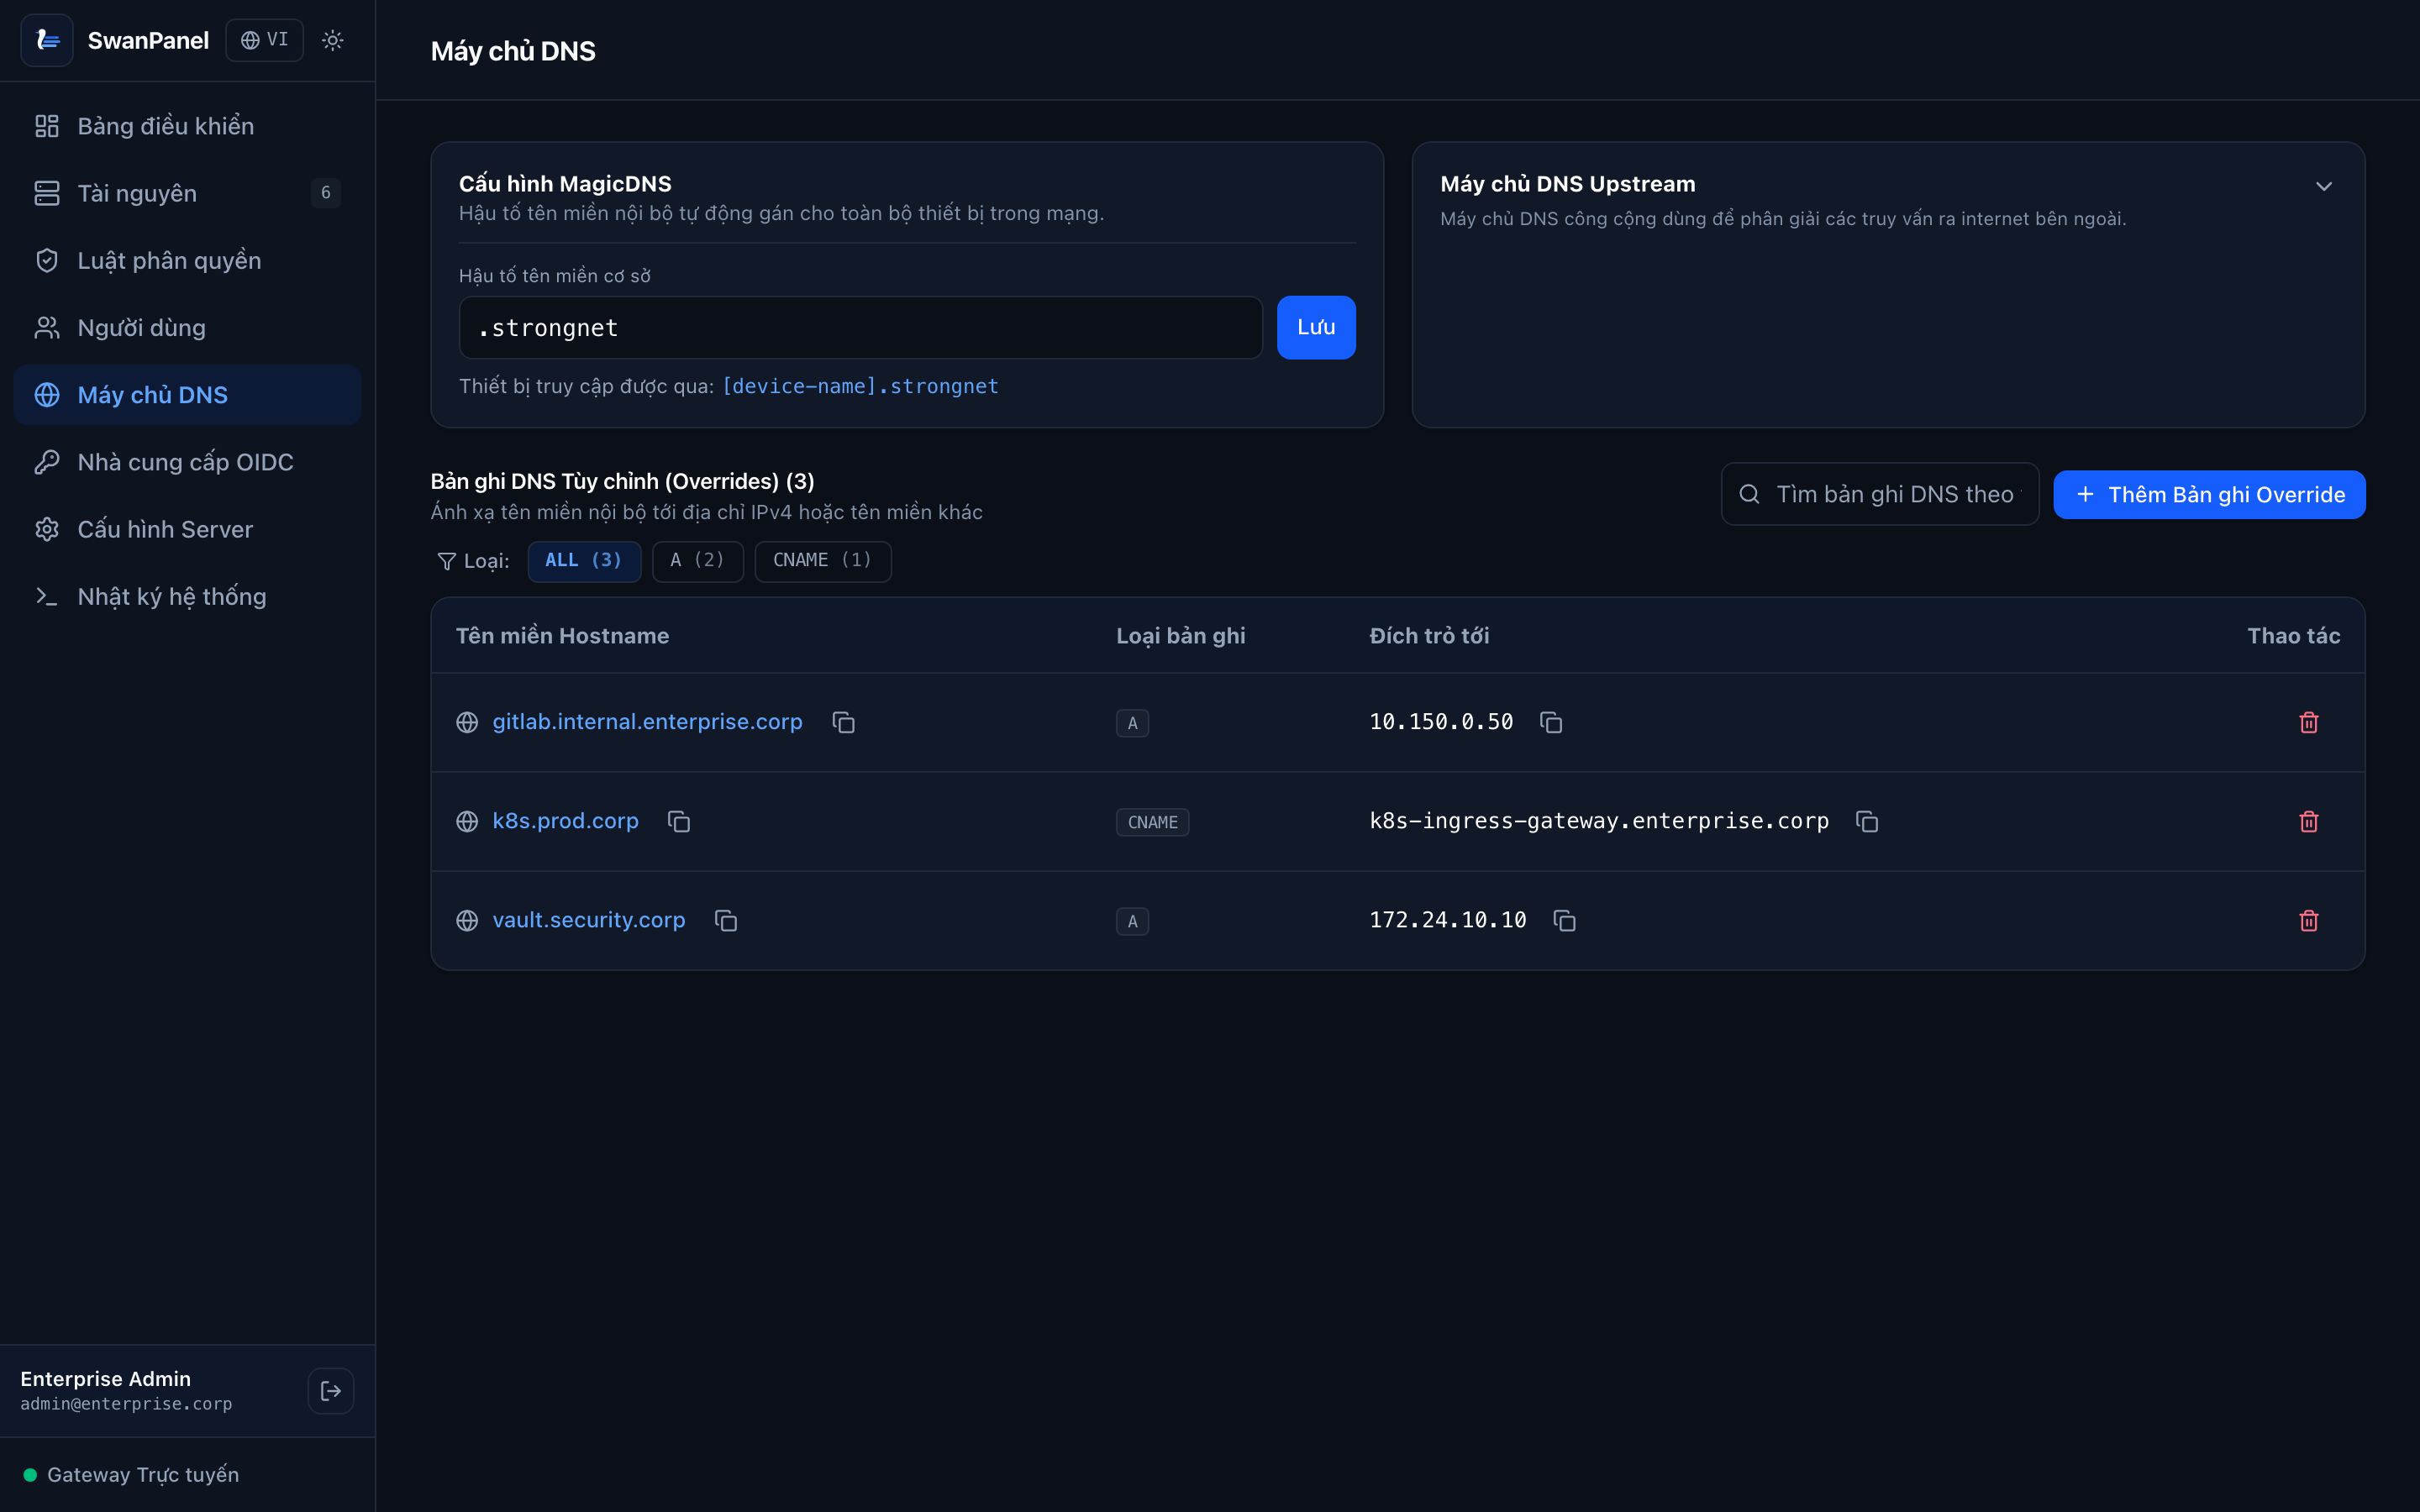 SwanPanel
VI
Bảng điều khiển
Tài nguyên
6
Luật phân quyền
Người dùng
Máy chủ DNS
Nhà cung cấp OIDC
Cấu hình Server
Nhật ký hệ thống
Enterprise Admin
admin@enterprise.corp
Gateway Trực tuyến
Máy chủ DNS
Cấu hình MagicDNS
Hậu tố tên miền nội bộ tự động gán cho toàn bộ thiết bị trong mạng.
Hậu tố tên miền cơ sở
.strongnet
Lưu
Thiết bị truy cập được qua: [device-name].strongnet
Máy chủ DNS Upstream
Máy chủ DNS công cộng dùng để phân giải các truy vấn ra internet bên ngoài.
Bản ghi DNS Tùy chỉnh (Overrides) (3)
Ánh xạ tên miền nội bộ tới địa chỉ IPv4 hoặc tên miền khác
Tìm bản ghi DNS theo
Thêm Bản ghi Override
Loại: ALL (3) A (2) CNAME (1)
Tên miền Hostname Loại bản ghi Đích trỏ tới Thao tác
gitlab.internal.enterprise.corp A 10.150.0.50
k8s.prod.corp CNAME k8s-ingress-gateway.enterprise.corp
vault.security.corp A 172.24.10.10